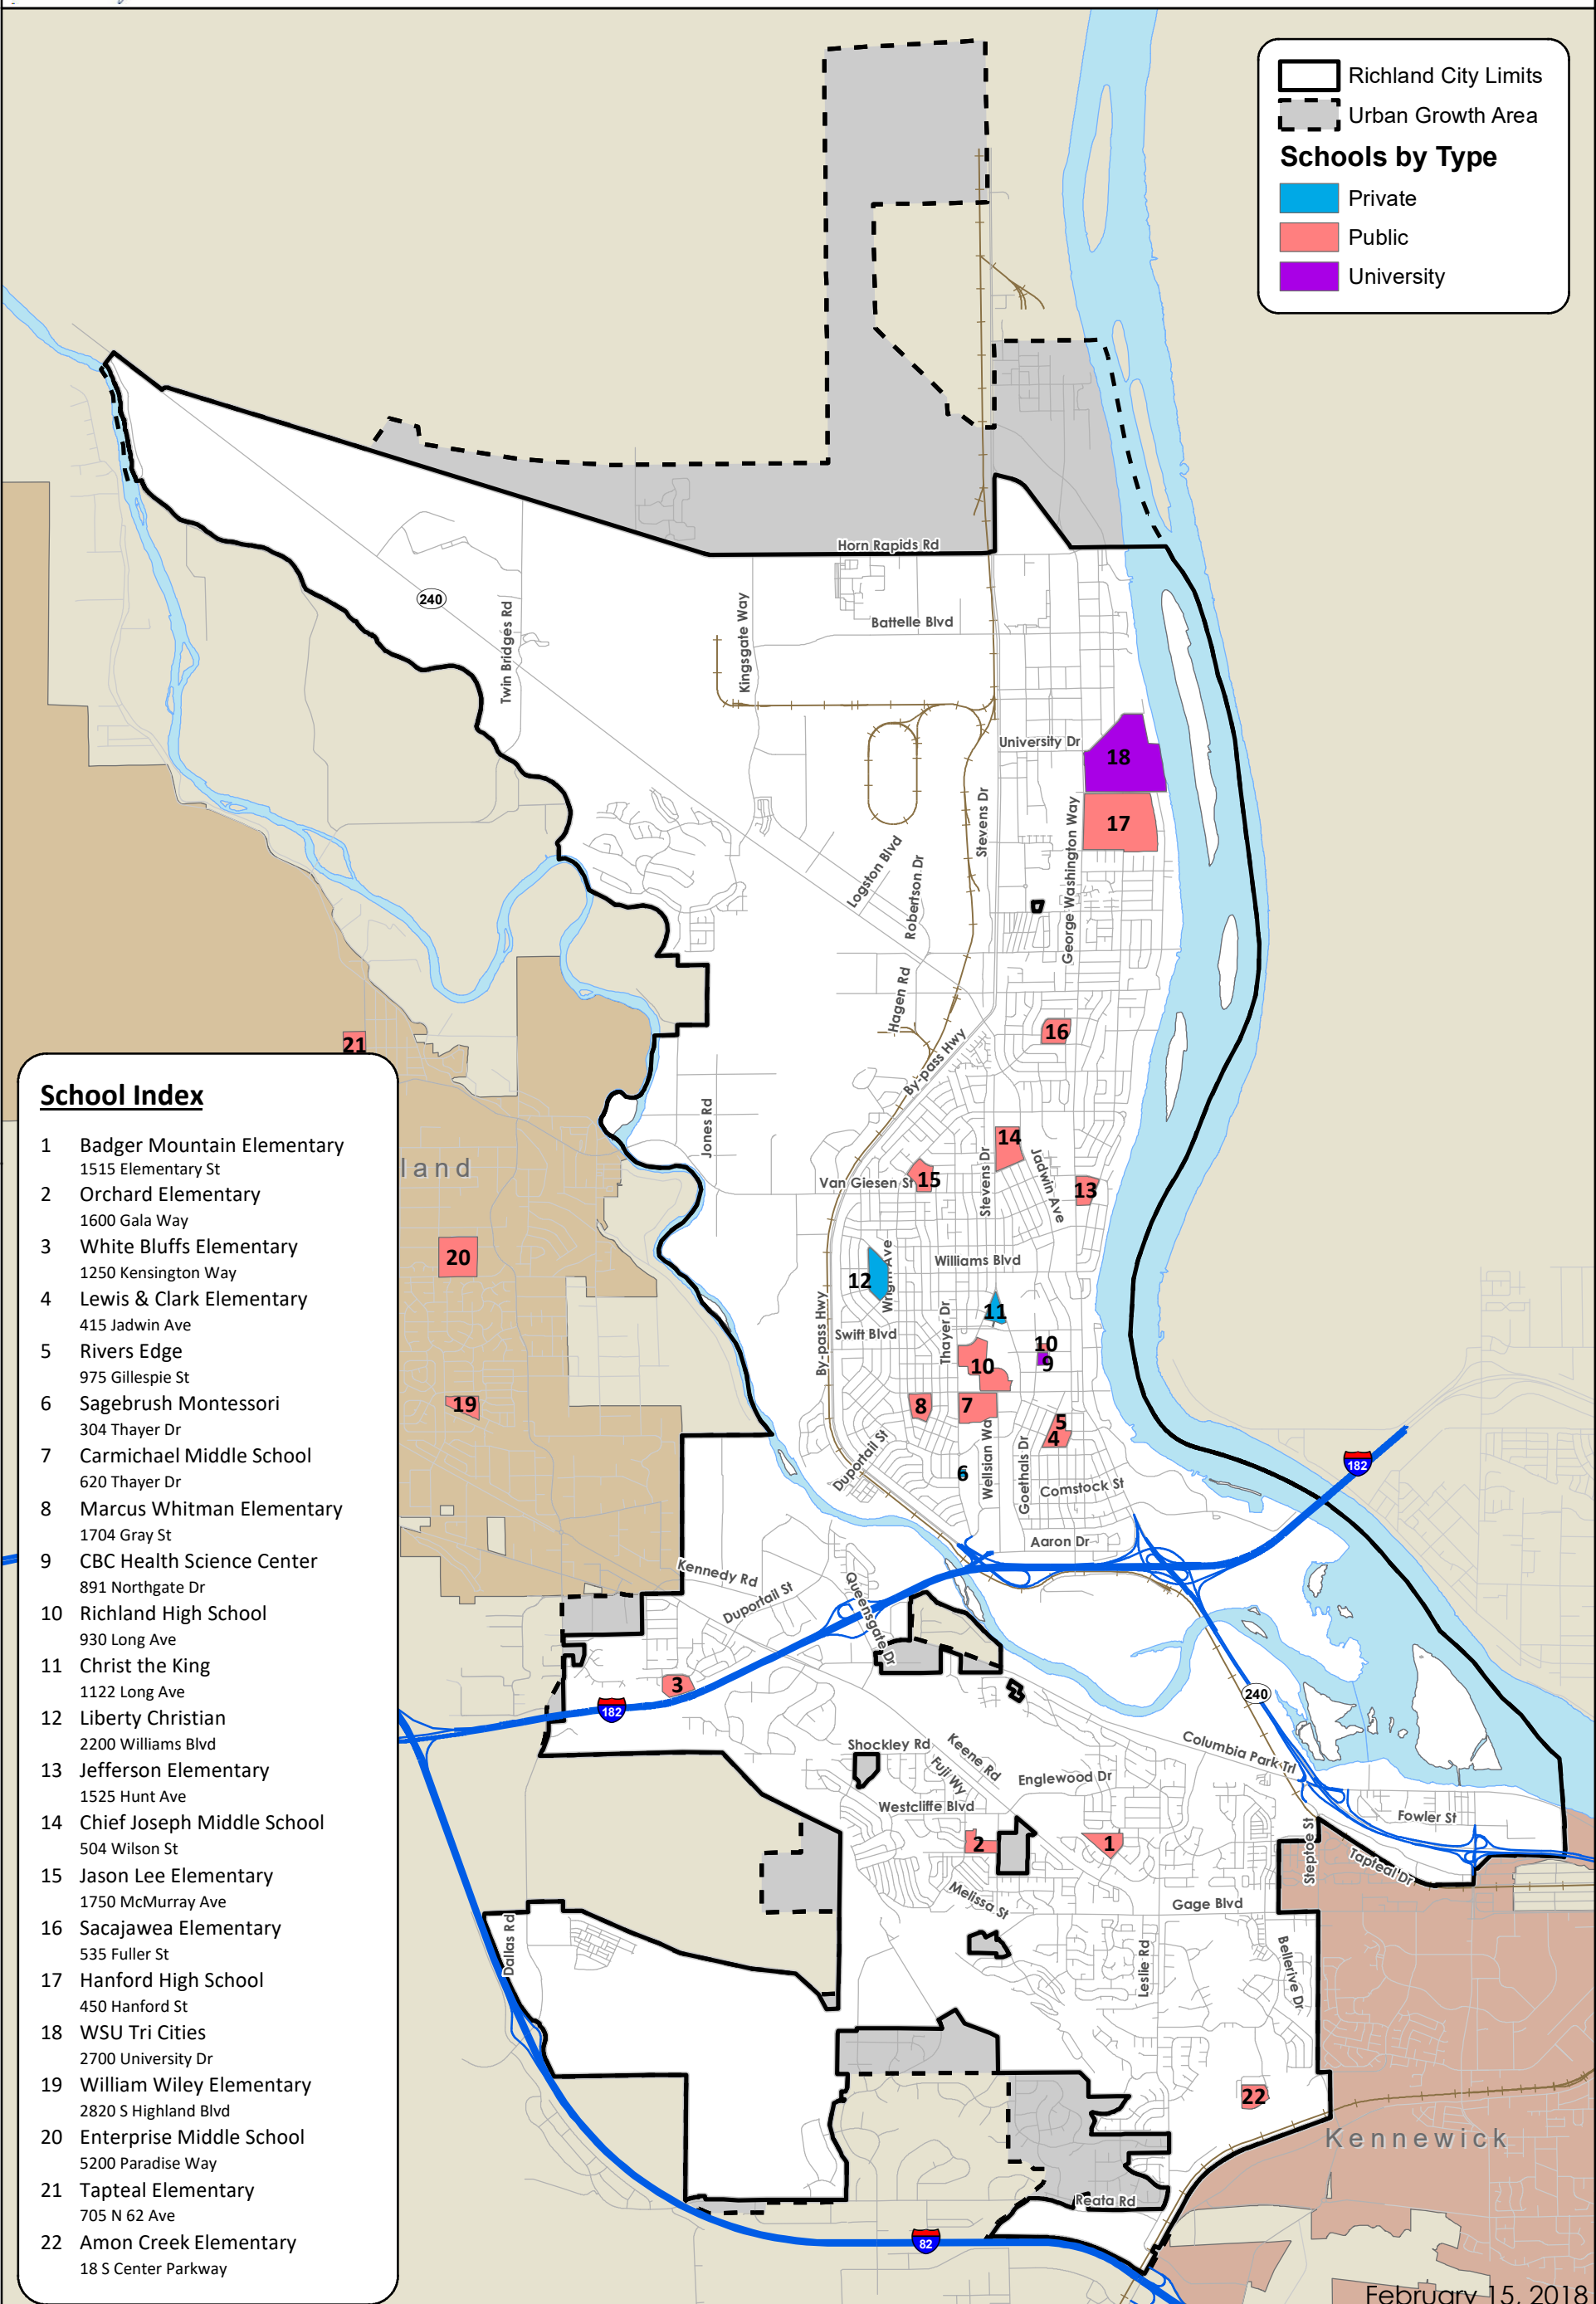 Richland City Limits
Urban Growth Area
Schools by Type
Private
Public
University
Horn Rapids Rd
240
Battelle Blvd
Twin Bridges Rd
Kingsgate Way
University Dr
18
17
Stevens Dr
George Washington Way
Logston Blvd
Robertson Dr
Hagen Rd
16
By-pass Hwy
21
Jones Rd
14
Jadwin Ave
Stevens Dr
Van Giesen St
15
13
land
20
Williams Blvd
12
Wright Ave
11
By-pass Hwy
Swift Blvd
Thayer Dr
10
9
10
19
8
7
5
4
Duportail St
6
Wellsian Wa
Goethals Dr
Comstock St
182
Aaron Dr
Kennedy Rd
Duportail St
Queensgate Dr
3
182
240
Shockley Rd
Keene Rd
Fuji Wy
Englewood Dr
Columbia Park Trl
Westcliffe Blvd
Fowler St
2
1
Steptoe St
Tapteal Dr
Melissa St
Gage Blvd
Dallas Rd
Leslie Rd
Bellerive Dr
22
Kennewick
Reata Rd
82
School Index
1 Badger Mountain Elementary
1515 Elementary St
2 Orchard Elementary
1600 Gala Way
3 White Bluffs Elementary
1250 Kensington Way
4 Lewis & Clark Elementary
415 Jadwin Ave
5 Rivers Edge
975 Gillespie St
6 Sagebrush Montessori
304 Thayer Dr
7 Carmichael Middle School
620 Thayer Dr
8 Marcus Whitman Elementary
1704 Gray St
9 CBC Health Science Center
891 Northgate Dr
10 Richland High School
930 Long Ave
11 Christ the King
1122 Long Ave
12 Liberty Christian
2200 Williams Blvd
13 Jefferson Elementary
1525 Hunt Ave
14 Chief Joseph Middle School
504 Wilson St
15 Jason Lee Elementary
1750 McMurray Ave
16 Sacajawea Elementary
535 Fuller St
17 Hanford High School
450 Hanford St
18 WSU Tri Cities
2700 University Dr
19 William Wiley Elementary
2820 S Highland Blvd
20 Enterprise Middle School
5200 Paradise Way
21 Tapteal Elementary
705 N 62 Ave
22 Amon Creek Elementary
18 S Center Parkway
February 15, 2018